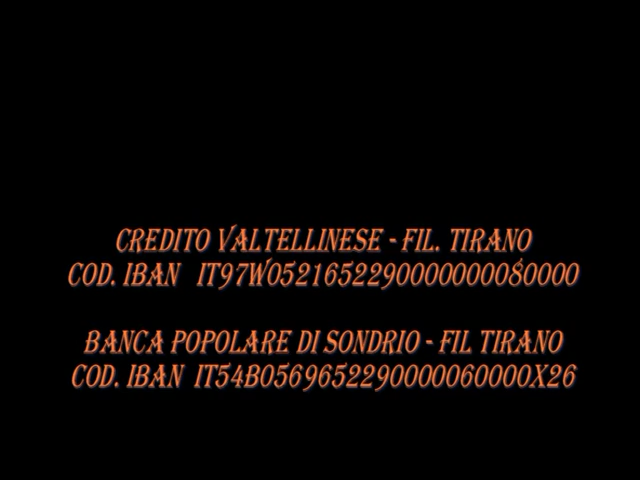 CREDITO VALTELLINESE - FIL. TIRANO
COD. IBAN IT97W0521652290000000080000
BANCA POPOLARE DI SONDRIO - FIL TIRANO
COD. IBAN IT54B0569652290000060000X26